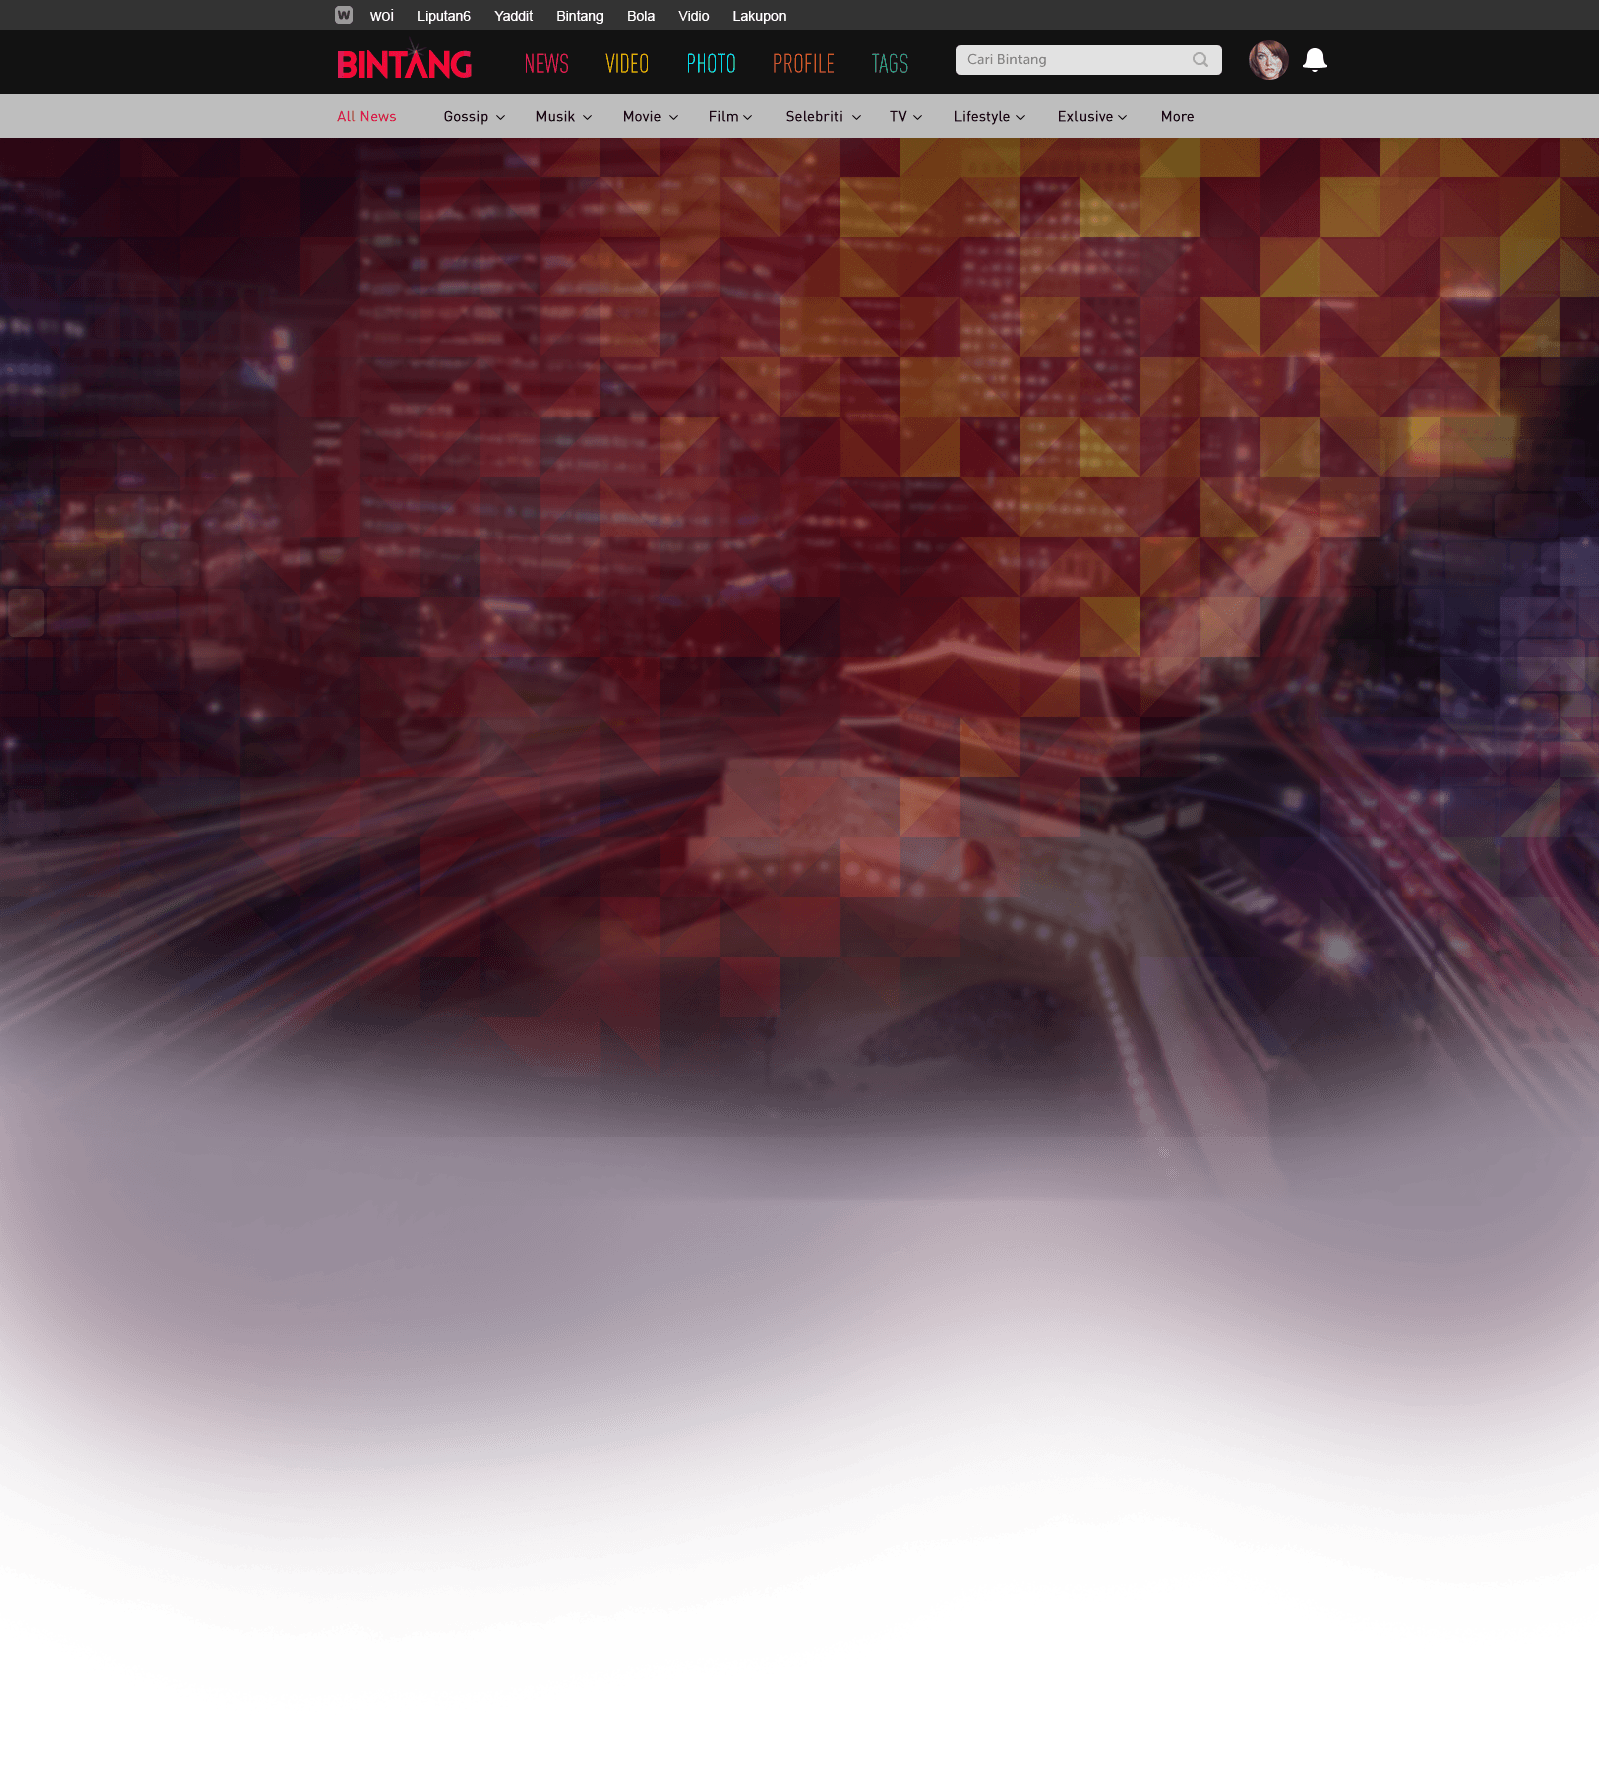 w woi Liputan6 Yaddit Bintang Bola Vidio Lakupon
BINTANG NEWS VIDEO PHOTO PROFILE TAGS Cari Bintang
All News Gossip Musik Movie Film Selebriti TV Lifestyle Exlusive More